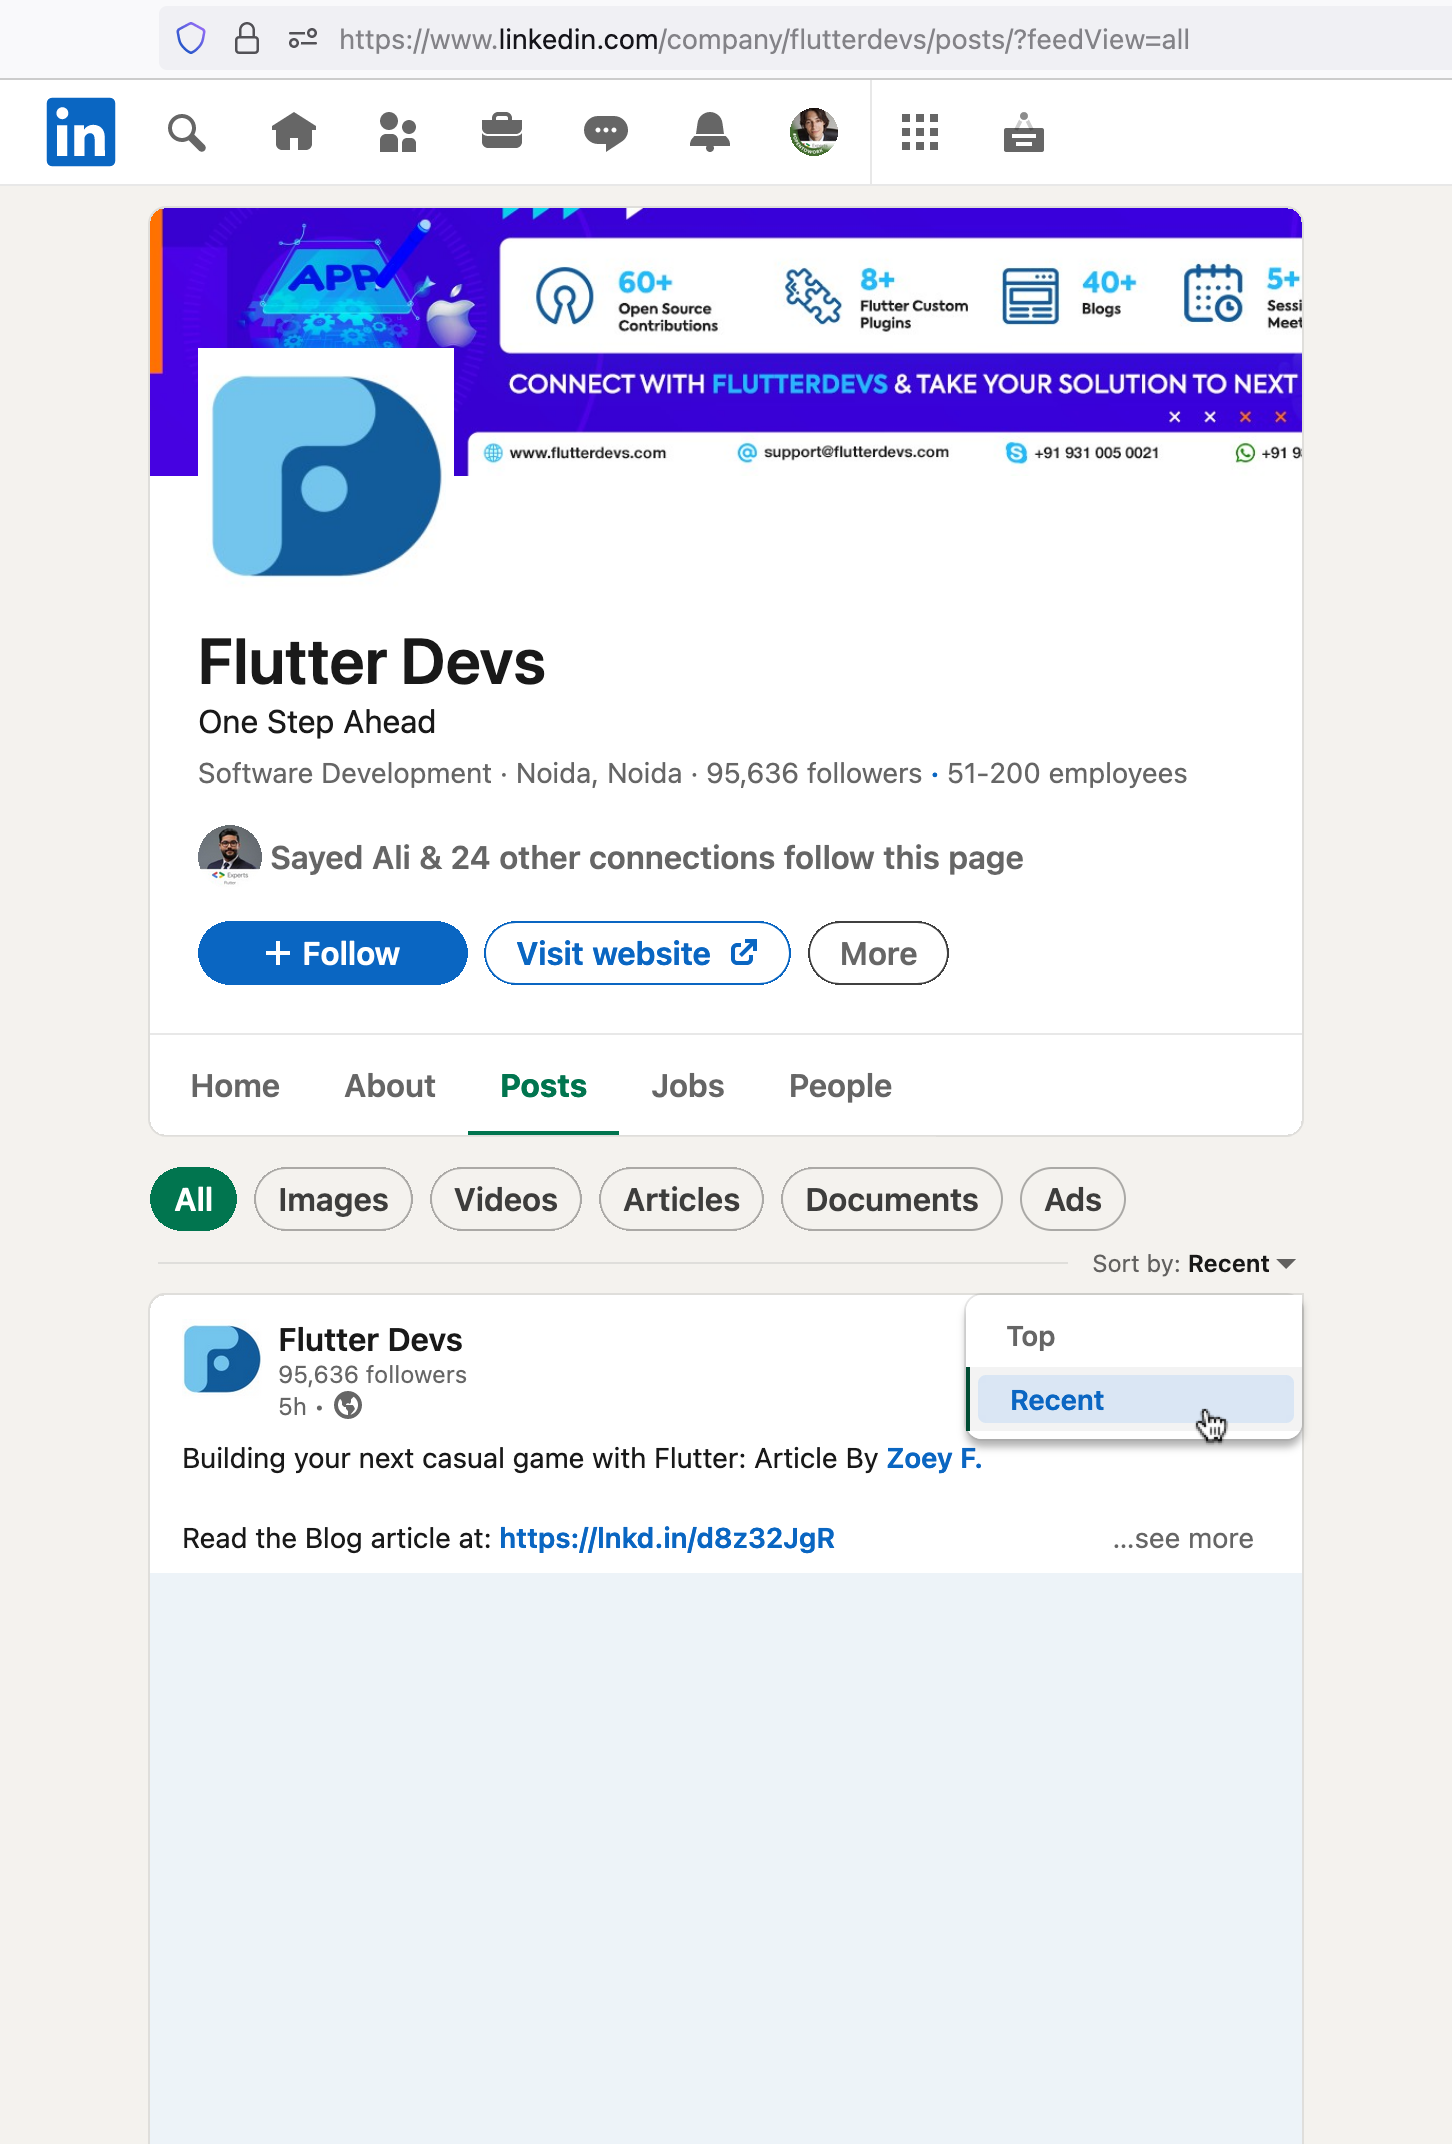 https://www.linkedin.com/company/flutterdevs/posts/?feedView=all
in
APP
60+
Open Source
Contributions
8+
Flutter Custom
Plugins
40+
Blogs
5+
Sessi
Meet
CONNECT WITH FLUTTERDEVS & TAKE YOUR SOLUTION TO NEXT
www.flutterdevs.com
support@flutterdevs.com
+91 931 005 0021
+91 9
Flutter Devs
One Step Ahead
Software Development · Noida, Noida · 95,636 followers · 51-200 employees
Experts
Flutter
Sayed Ali & 24 other connections follow this page
+ Follow
Visit website
More
Home
About
Posts
Jobs
People
All
Images
Videos
Articles
Documents
Ads
Sort by: Recent
Top
Recent
Flutter Devs
95,636 followers
5h •
Building your next casual game with Flutter: Article By Zoey F.
Read the Blog article at: https://lnkd.in/d8z32JgR
...see more